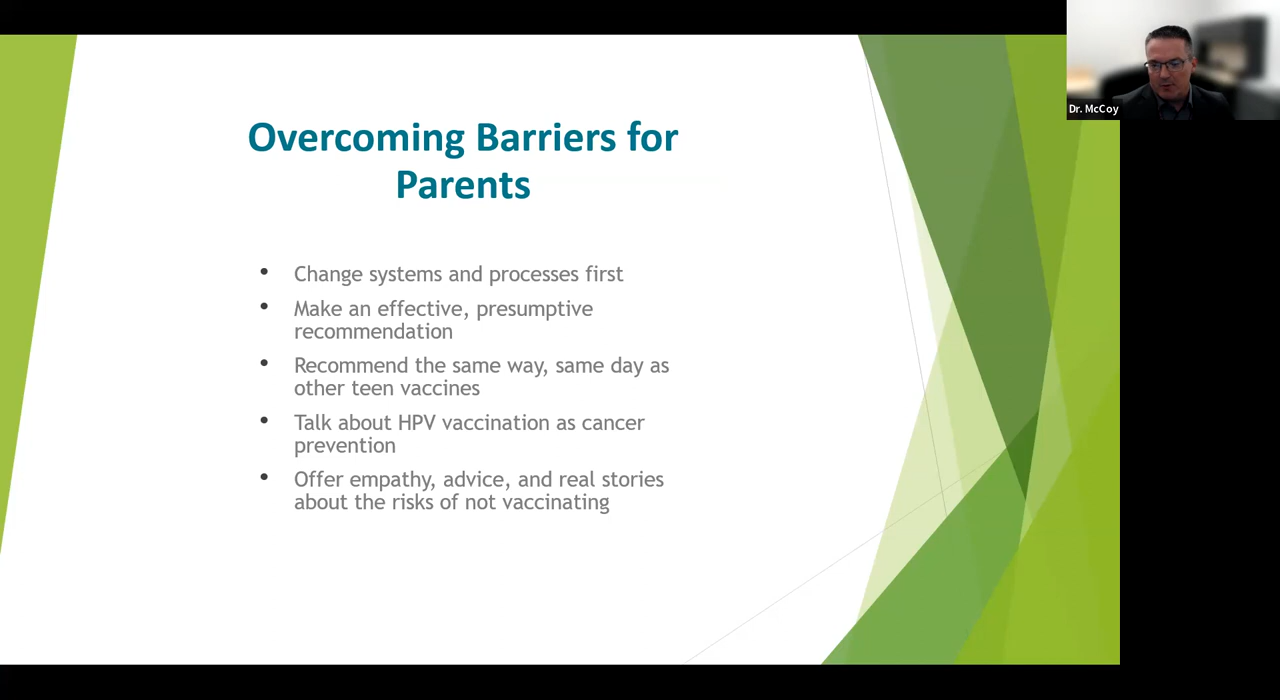 Overcoming Barriers for
Parents
• Change systems and processes first
• Make an effective, presumptive
recommendation
• Recommend the same way, same day as
other teen vaccines
• Talk about HPV vaccination as cancer
prevention
• Offer empathy, advice, and real stories
about the risks of not vaccinating
Dr. McCoy